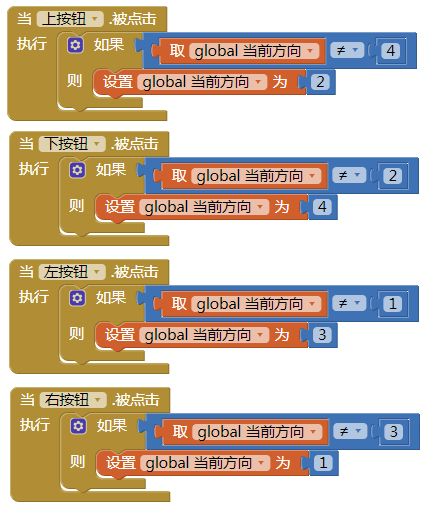 当 上按钮 .被点击
执行 如果 取 global 当前方向 ≠ 4
则 设置 global 当前方向 为 2
当 下按钮 .被点击
执行 如果 取 global 当前方向 ≠ 2
则 设置 global 当前方向 为 4
当 左按钮 .被点击
执行 如果 取 global 当前方向 ≠ 1
则 设置 global 当前方向 为 3
当 右按钮 .被点击
执行 如果 取 global 当前方向 ≠ 3
则 设置 global 当前方向 为 1